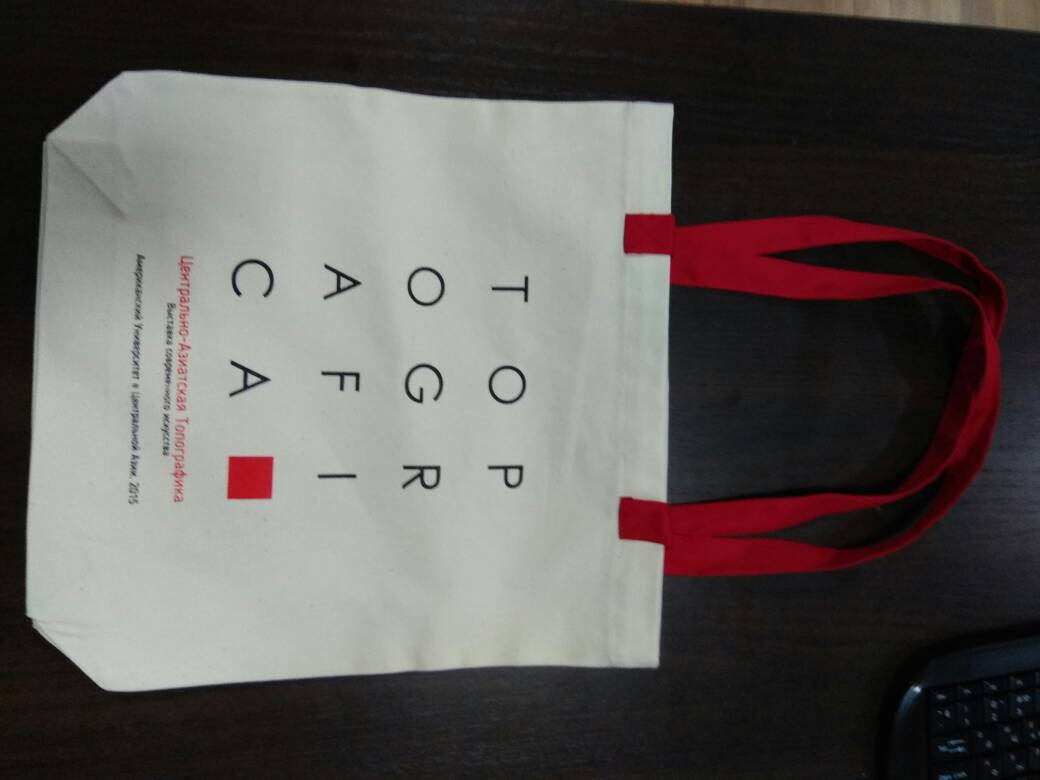 T O P
O G R
A F I
C A
Центрально-Азиатская Топографика
Выставка современного искусства
Американский Университет в Центральной Азии, 2015